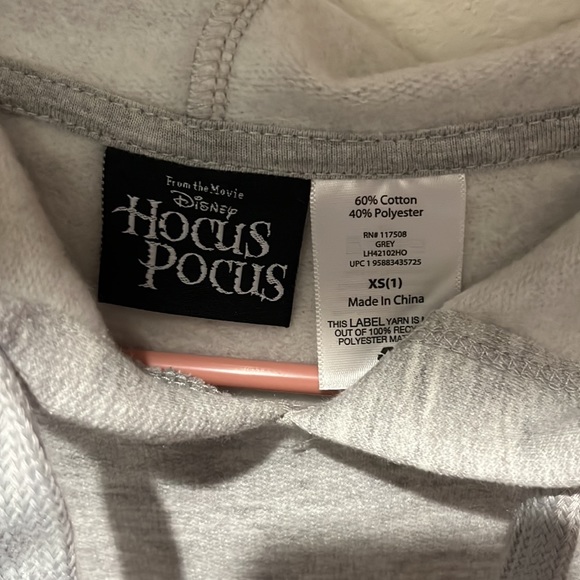 From the Movie
Disney
Hocus
Pocus
60% Cotton
40% Polyester
RN# 117508
GREY
LH42102HO
UPC 1 95883435725
XS(1)
Made In China
THIS LABEL YARN IS
OUT OF 100%
POLYESTER